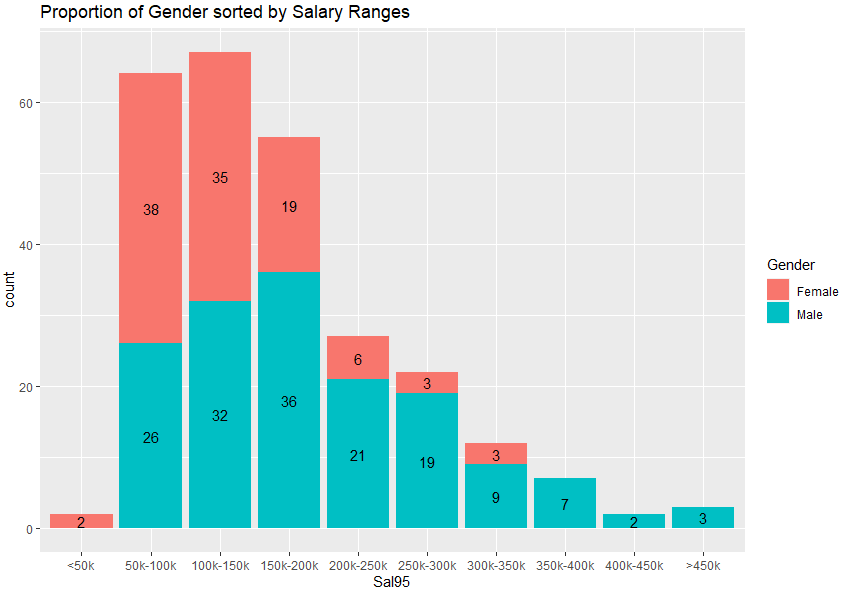 Proportion of Gender sorted by Salary Ranges
count
60
40
20
0
38
26
35
32
19
36
6
21
3
19
3
9
7
2
3
2
<50k 50k-100k 100k-150k 150k-200k 200k-250k 250k-300k 300k-350k 350k-400k 400k-450k >450k
Sal95
Gender
Female
Male